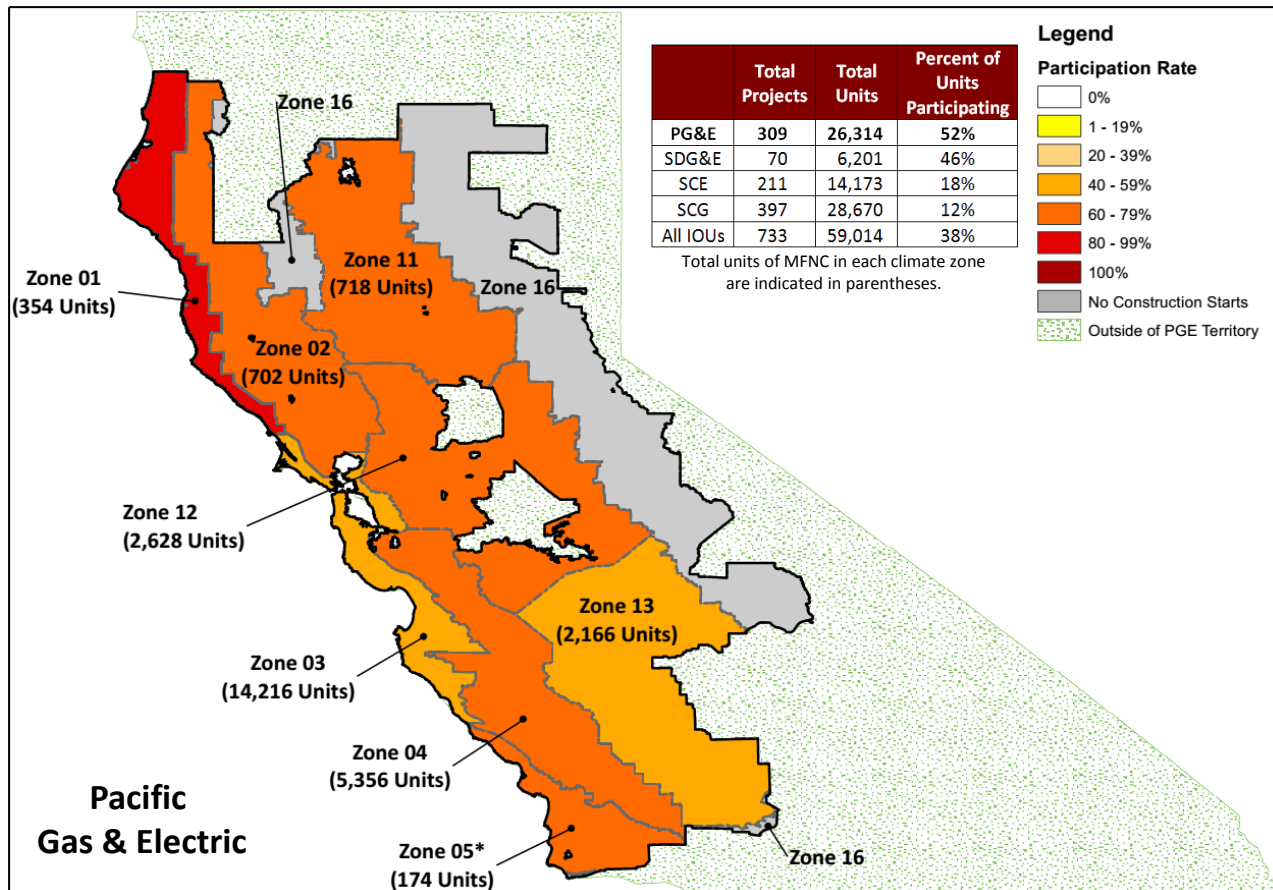 Zone 16
Zone 01
(354 Units)
Zone 11
(718 Units)
Zone 16
Zone 02
(702 Units)
Zone 12
(2,628 Units)
Zone 13
(2,166 Units)
Zone 03
(14,216 Units)
Zone 04
(5,356 Units)
Zone 05*
(174 Units)
Zone 16
Pacific
Gas & Electric
Total Projects Total Units Percent of Units Participating
PG&E 309 26,314 52%
SDG&E 70 6,201 46%
SCE 211 14,173 18%
SCG 397 28,670 12%
All IOUs 733 59,014 38%
Total units of MFNC in each climate zone
are indicated in parentheses.
Legend
Participation Rate
0%
1 - 19%
20 - 39%
40 - 59%
60 - 79%
80 - 99%
100%
No Construction Starts
Outside of PGE Territory